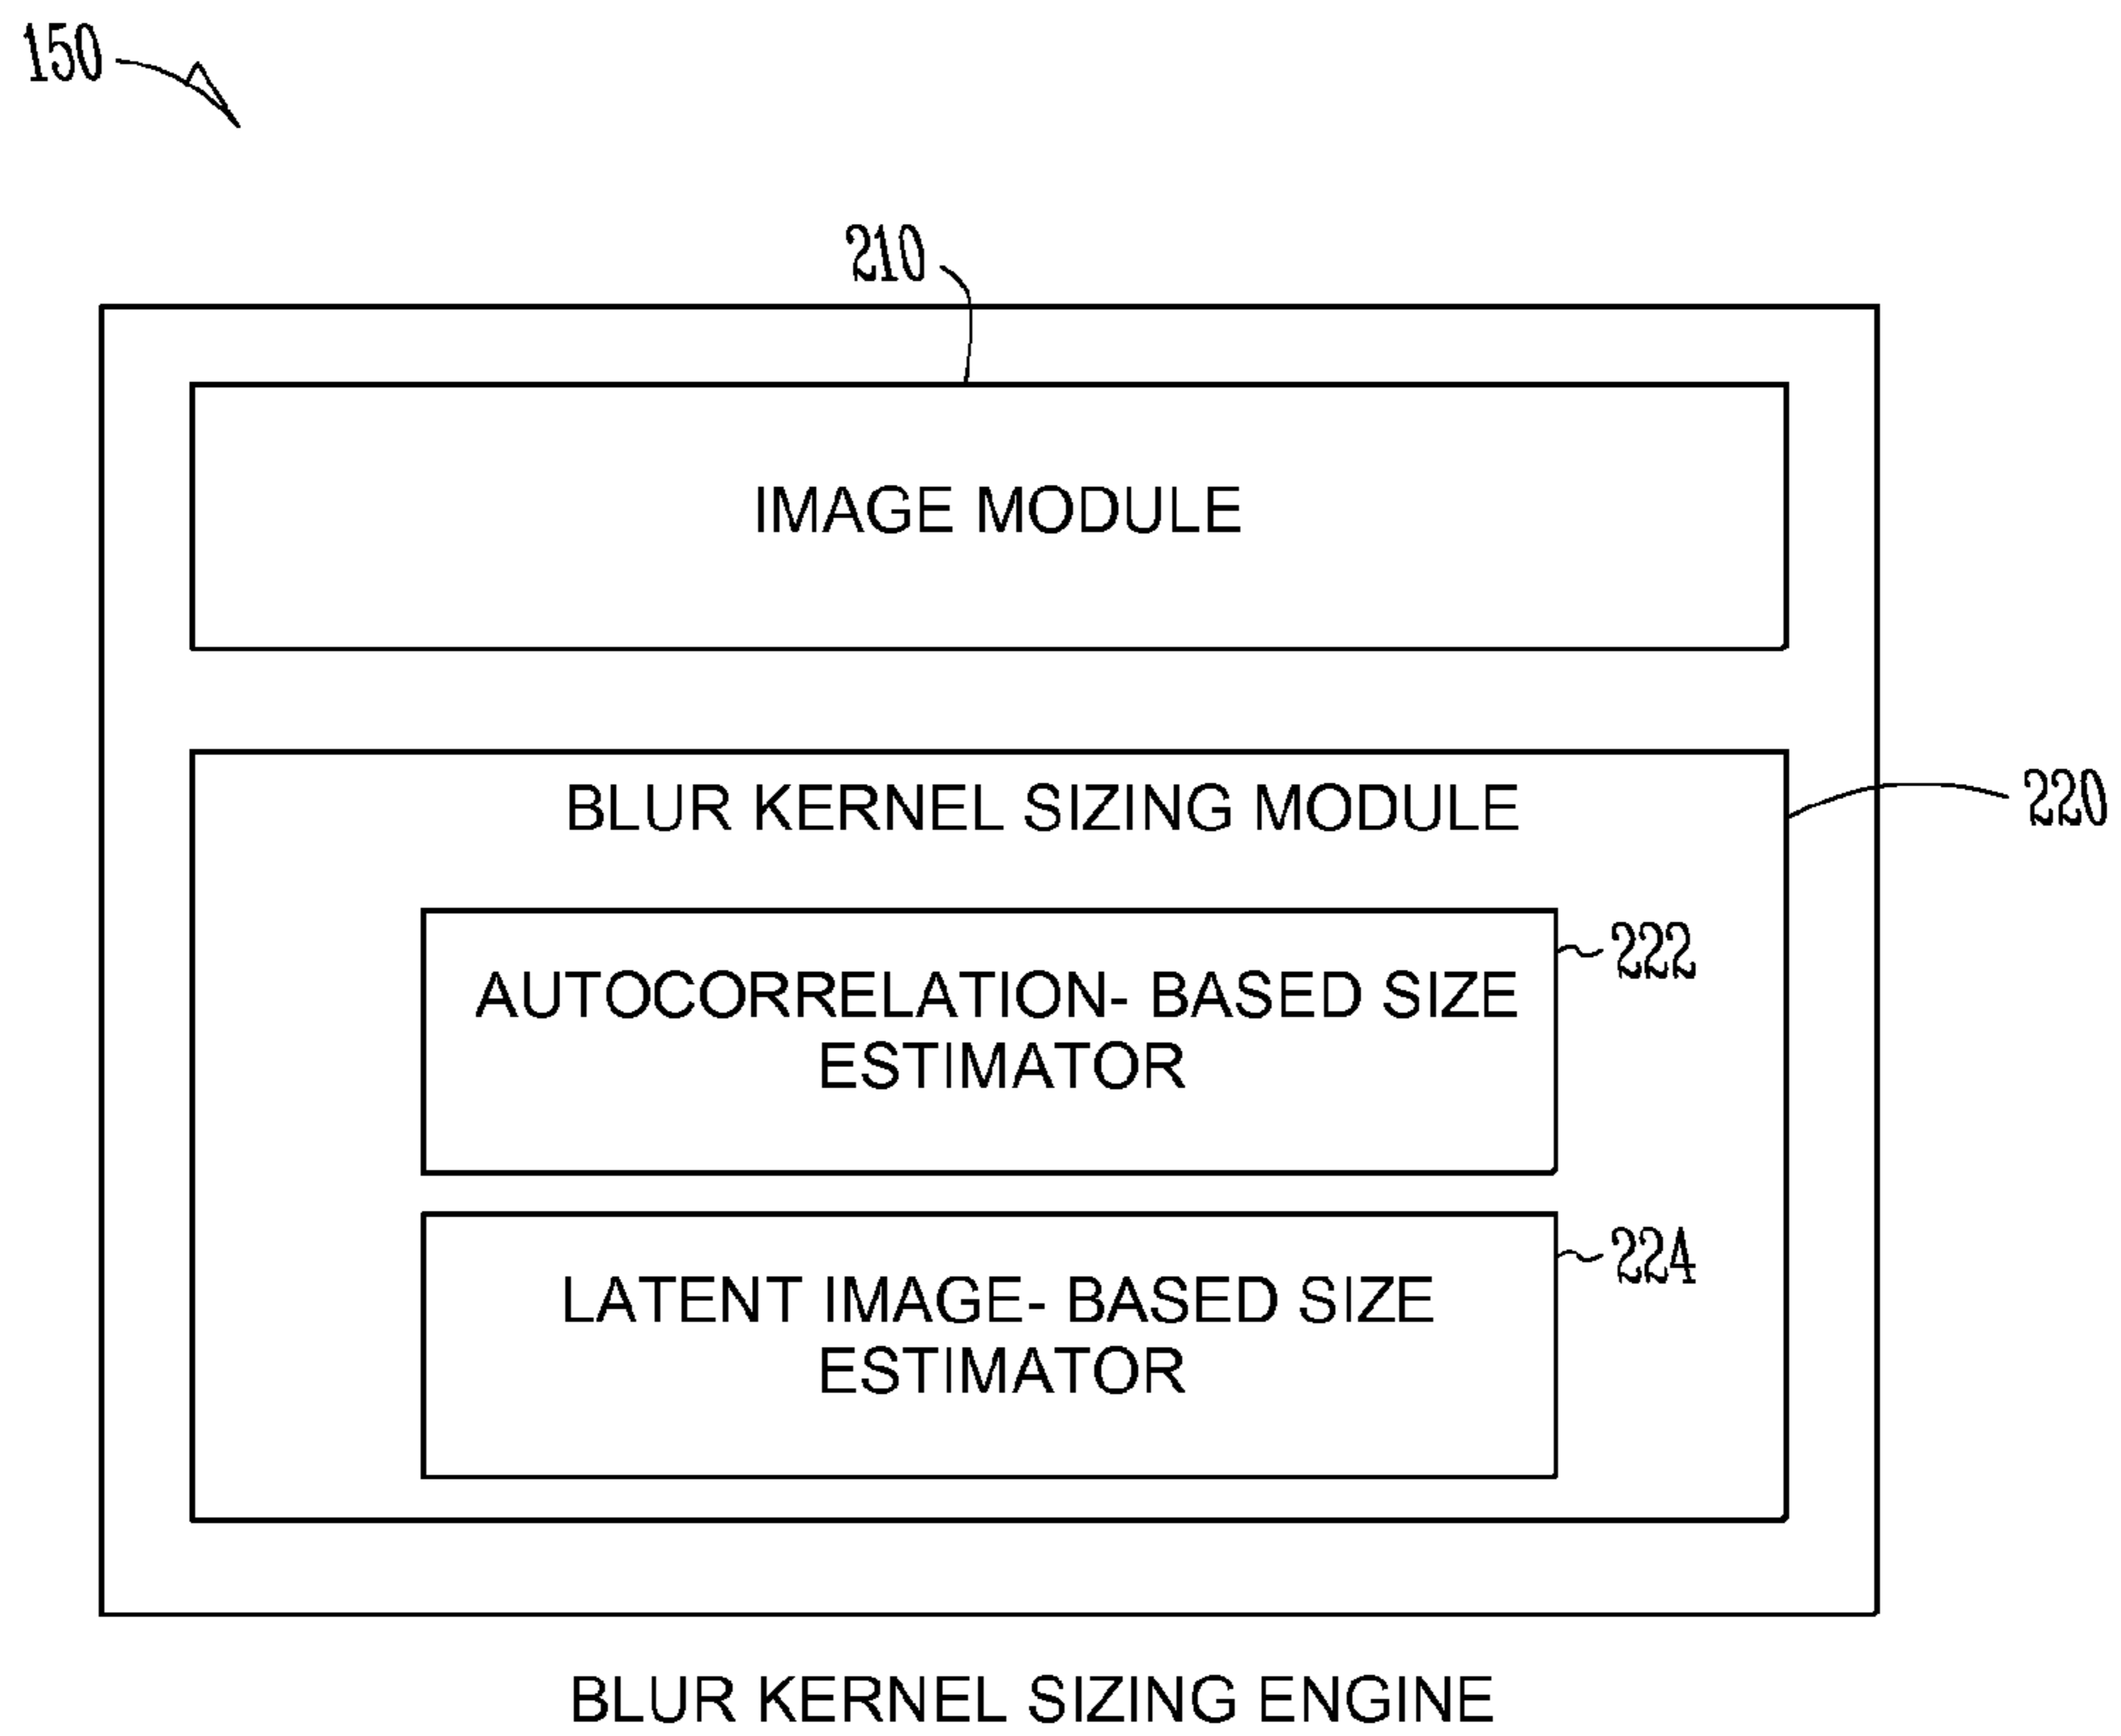 150
210
IMAGE MODULE
BLUR KERNEL SIZING MODULE
220
AUTOCORRELATION- BASED SIZE
ESTIMATOR
222
LATENT IMAGE- BASED SIZE
ESTIMATOR
224
BLUR KERNEL SIZING ENGINE